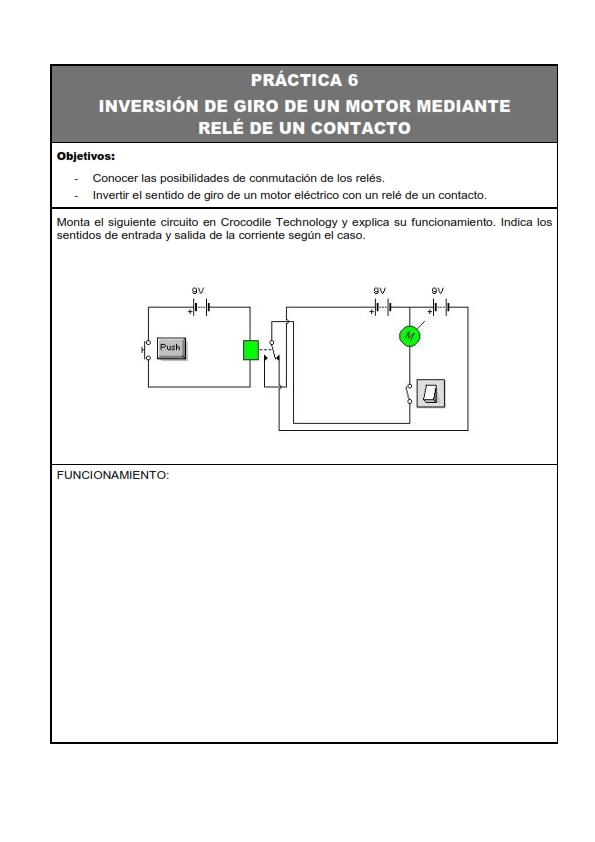 PRÁCTICA 6
INVERSIÓN DE GIRO DE UN MOTOR MEDIANTE
RELÉ DE UN CONTACTO
Objetivos:
- Conocer las posibilidades de conmutación de los relés.
- Invertir el sentido de giro de un motor eléctrico con un relé de un contacto.
Monta el siguiente circuito en Crocodile Technology y explica su funcionamiento. Indica los
sentidos de entrada y salida de la corriente según el caso.
9V 9V 9V
+ + +
M
Push
FUNCIONAMIENTO: